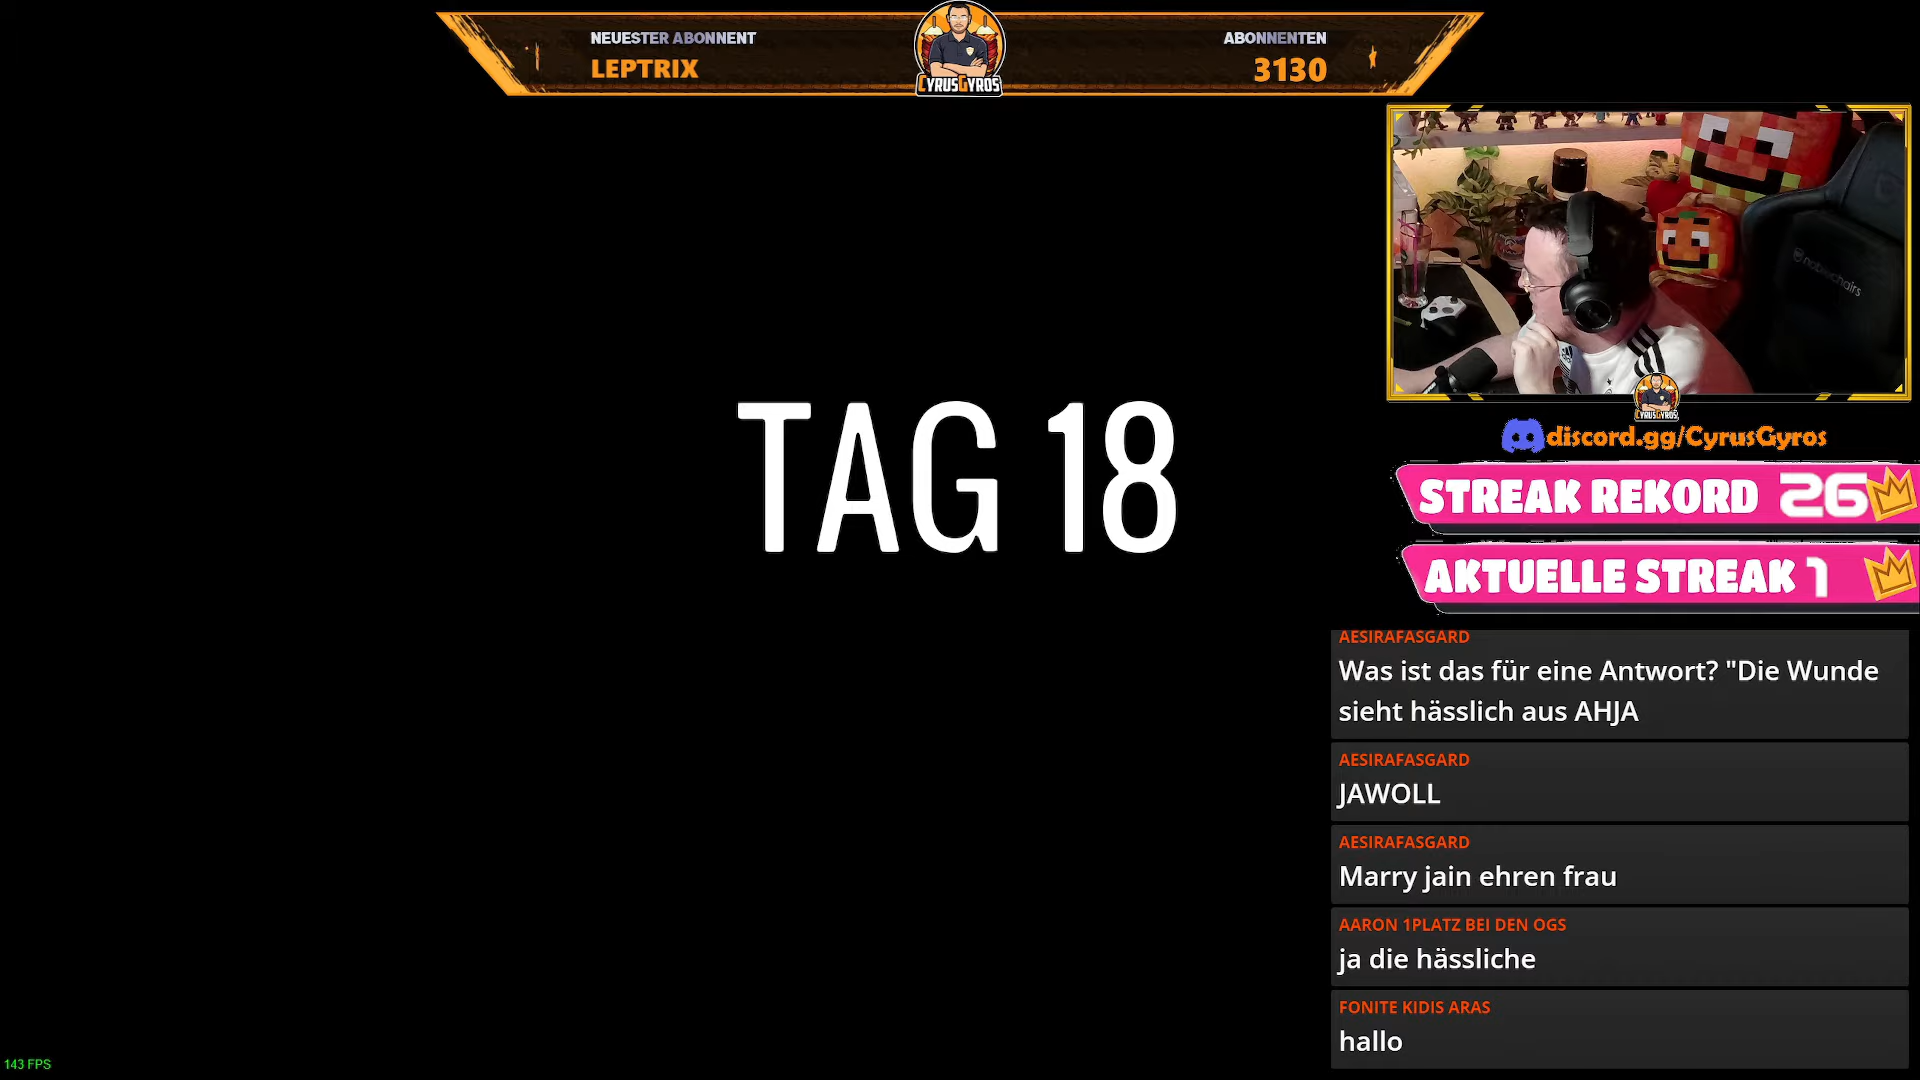 NEUESTER ABONNENT
LEPTRIX
CYRUSGYROS
ABONNENTEN
3130
noblechairs
CYRUSGYROS
discord.gg/CyrusGyros
TAG 18
STREAK REKORD 26
AKTUELLE STREAK 1
AESIRAFASGARD
Was ist das für eine Antwort? "Die Wunde
sieht hässlich aus AHJA
AESIRAFASGARD
JAWOLL
AESIRAFASGARD
Marry jain ehren frau
AARON 1PLATZ BEI DEN OGS
ja die hässliche
FONITE KIDIS ARAS
hallo
143 FPS